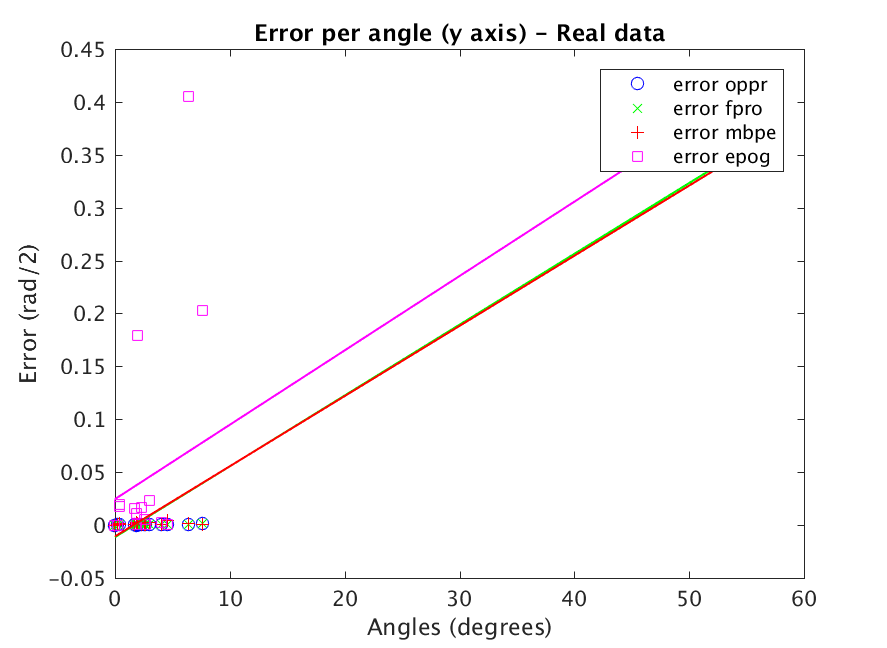 Error per angle (y axis) - Real data
0.45
0.4
0.35
0.3
0.25
0.2
0.15
0.1
0.05
0
-0.05
Error (rad/2)
error oppr
error fpro
error mbpe
error epog
0 10 20 30 40 50 60
Angles (degrees)